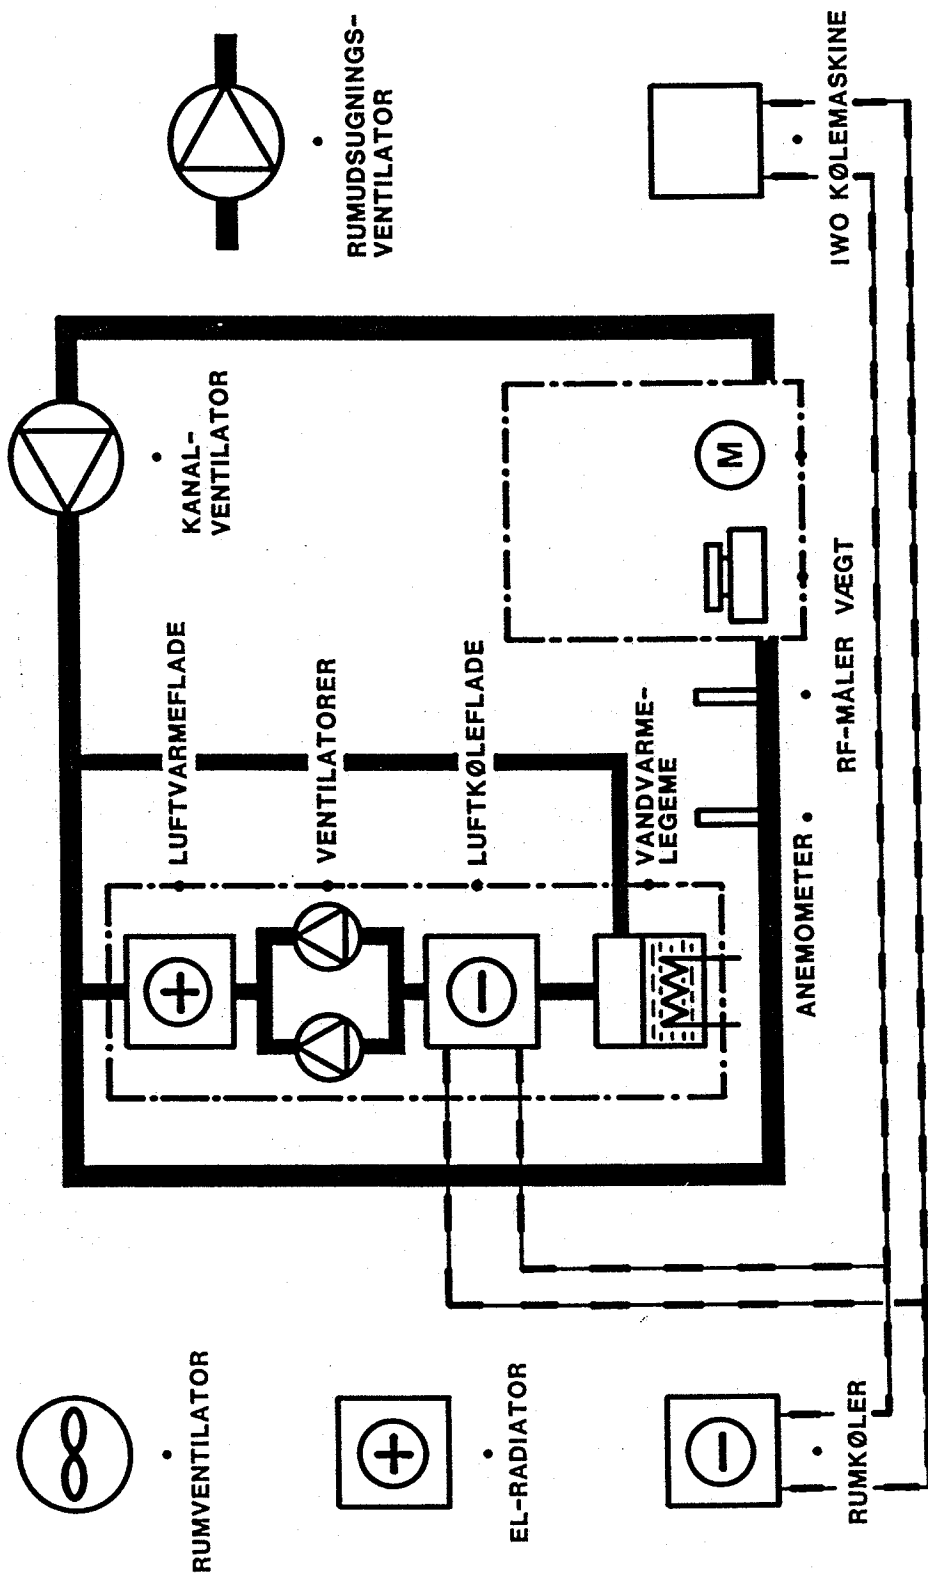 RUMVENTILATOR
EL-RADIATOR
RUMKØLER
LUFTVARMEFLADE
VENTILATORER
LUFTKØLEFLADE
VANDVARME-
LEGEME
ANEMOMETER
RF-MÅLER VÆGT
M
KANAL-
VENTILATOR
RUMUDSUGNINGS-
VENTILATOR
IWO KØLEMASKINE